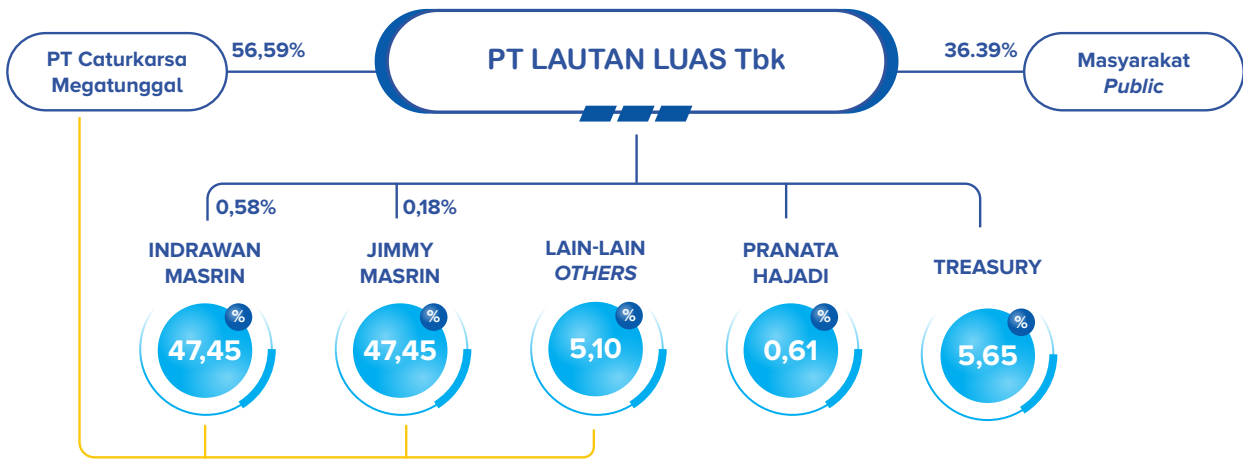 PT Caturkarsa
Megatunggal
56,59%
PT LAUTAN LUAS Tbk
36.39%
Masyarakat
Public
0,58%
0,18%
INDRAWAN
MASRIN
JIMMY
MASRIN
LAIN-LAIN
OTHERS
PRANATA
HAJADI
TREASURY
%
47,45
%
47,45
%
5,10
%
0,61
%
5,65